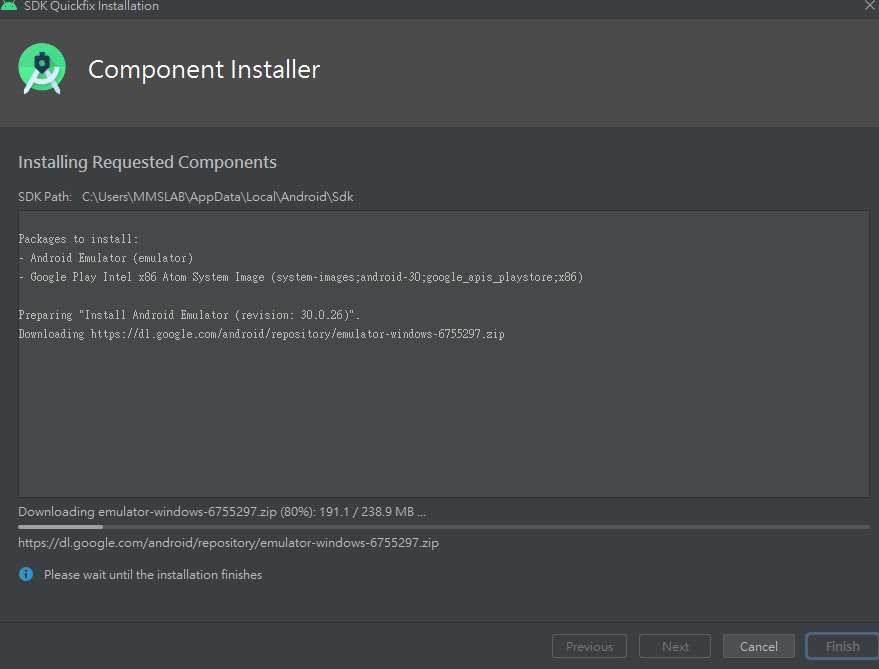 SDK Quickfix Installation
Component Installer
Installing Requested Components
SDK Path: C:\Users\MMSLAB\AppData\Local\Android\Sdk
Packages to install:
- Android Emulator (emulator)
- Google Play Intel x86 Atom System Image (system-images;android-30;google_apis_playstore;x86)
Preparing "Install Android Emulator (revision: 30.0.26)".
Downloading https://dl.google.com/android/repository/emulator-windows-6755297.zip
Downloading emulator-windows-6755297.zip (80%): 191.1 / 238.9 MB ...
https://dl.google.com/android/repository/emulator-windows-6755297.zip
Please wait until the installation finishes
Previous Next Cancel Finish